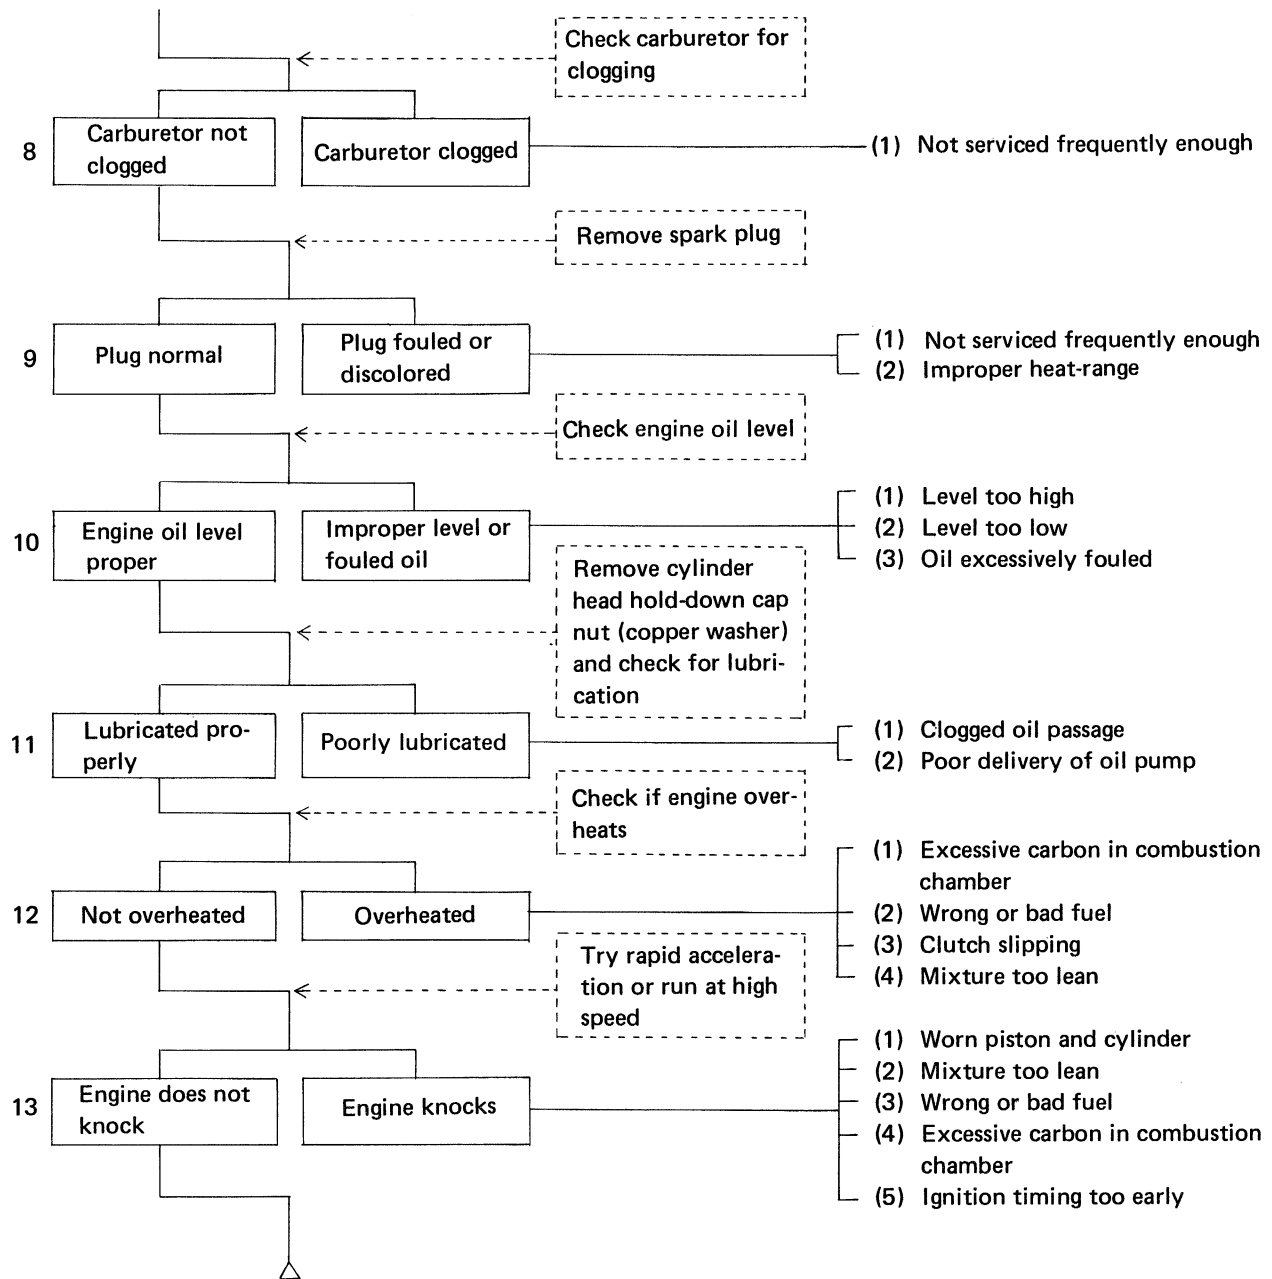 Check carburetor for
clogging
8
Carburetor not
clogged
Carburetor clogged
(1) Not serviced frequently enough
Remove spark plug
9
Plug normal
Plug fouled or
discolored
(1) Not serviced frequently enough
(2) Improper heat-range
Check engine oil level
10
Engine oil level
proper
Improper level or
fouled oil
(1) Level too high
(2) Level too low
(3) Oil excessively fouled
Remove cylinder
head hold-down cap
nut (copper washer)
and check for lubri-
cation
11
Lubricated pro-
perly
Poorly lubricated
(1) Clogged oil passage
(2) Poor delivery of oil pump
Check if engine over-
heats
12
Not overheated
Overheated
(1) Excessive carbon in combustion
chamber
(2) Wrong or bad fuel
(3) Clutch slipping
(4) Mixture too lean
Try rapid accelera-
tion or run at high
speed
13
Engine does not
knock
Engine knocks
(1) Worn piston and cylinder
(2) Mixture too lean
(3) Wrong or bad fuel
(4) Excessive carbon in combustion
chamber
(5) Ignition timing too early